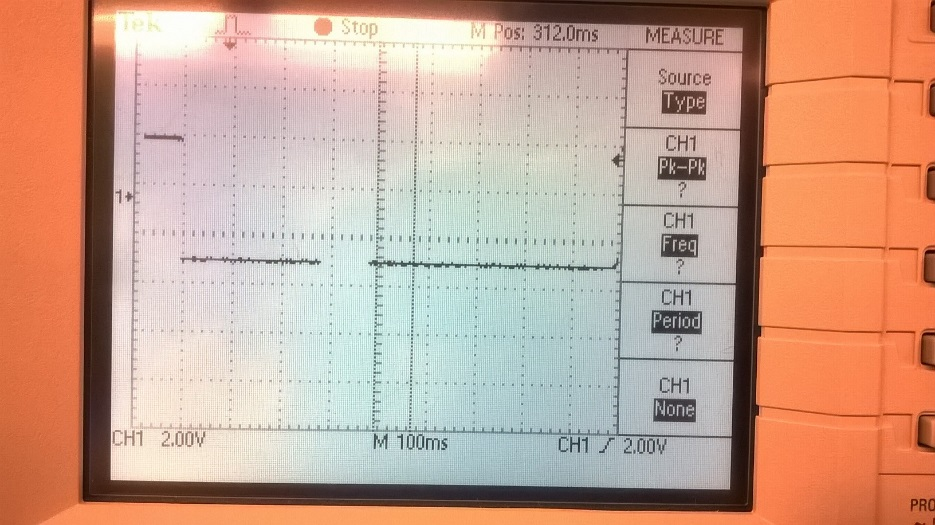 Tek Stop M Pos: 312.0ms MEASURE
Source
Type
CH1
Pk-Pk
?
1
CH1
Freq
?
CH1
Period
?
CH1
None
CH1 2.00V M 100ms CH1 2.00V
PRO